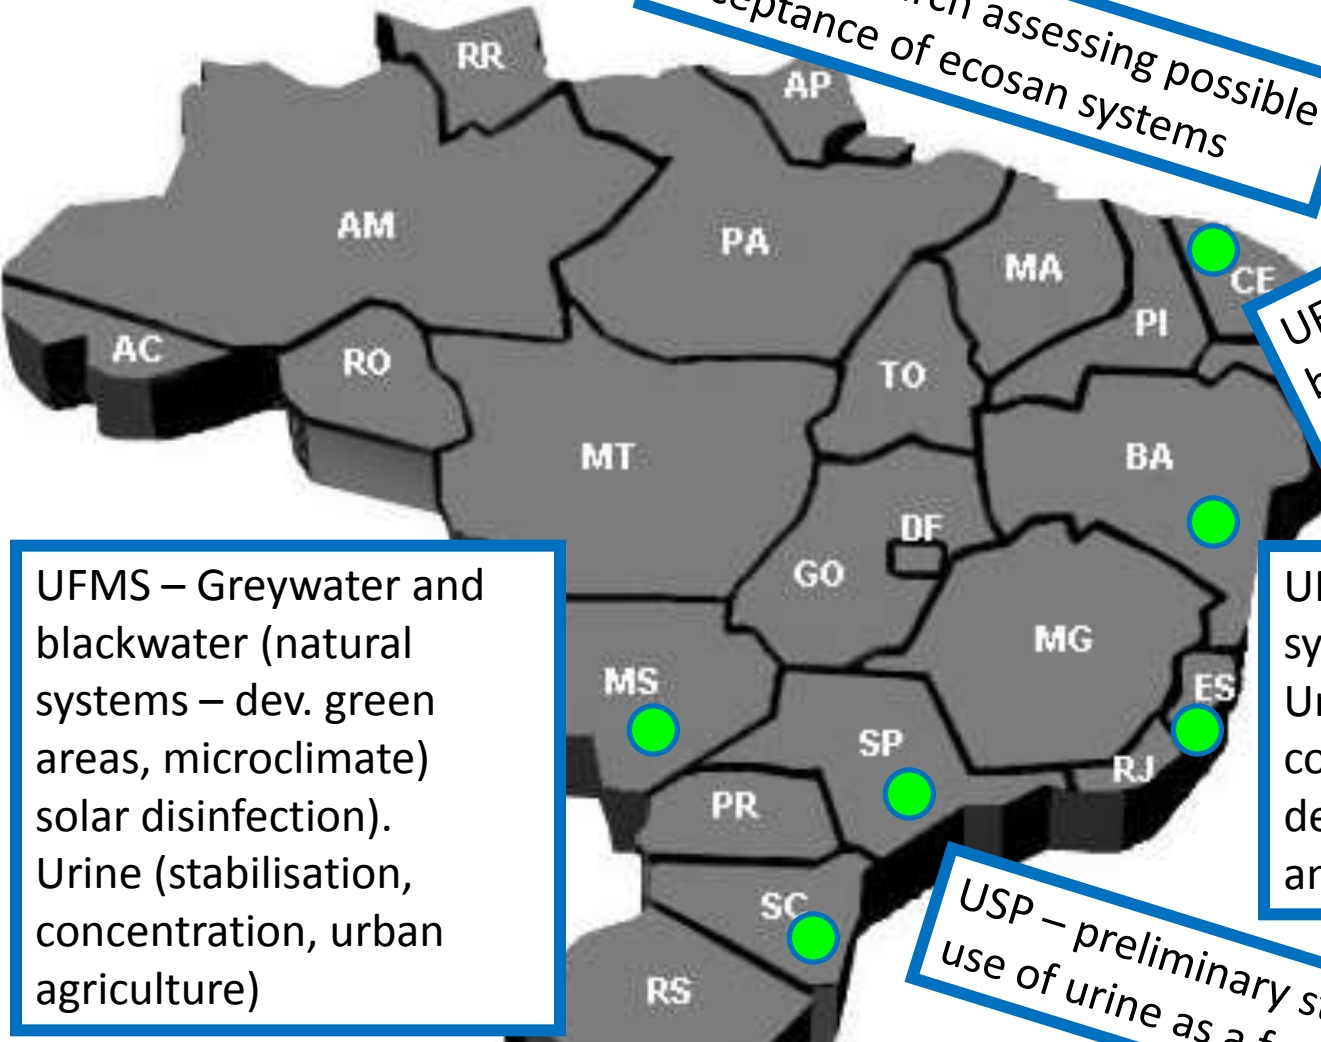 assessing possible
of ecosan systems
RR
AP
AM
PA
MA
CE
PI
AC
RO
TO
MT
BA
DF
GO
MG
MS
ES
SP
RJ
PR
SC
RS
UFMS – Greywater and
blackwater (natural
systems – dev. green
areas, microclimate)
solar disinfection).
Urine (stabilisation,
concentration, urban
agriculture)
USP – preliminary
use of urine as a